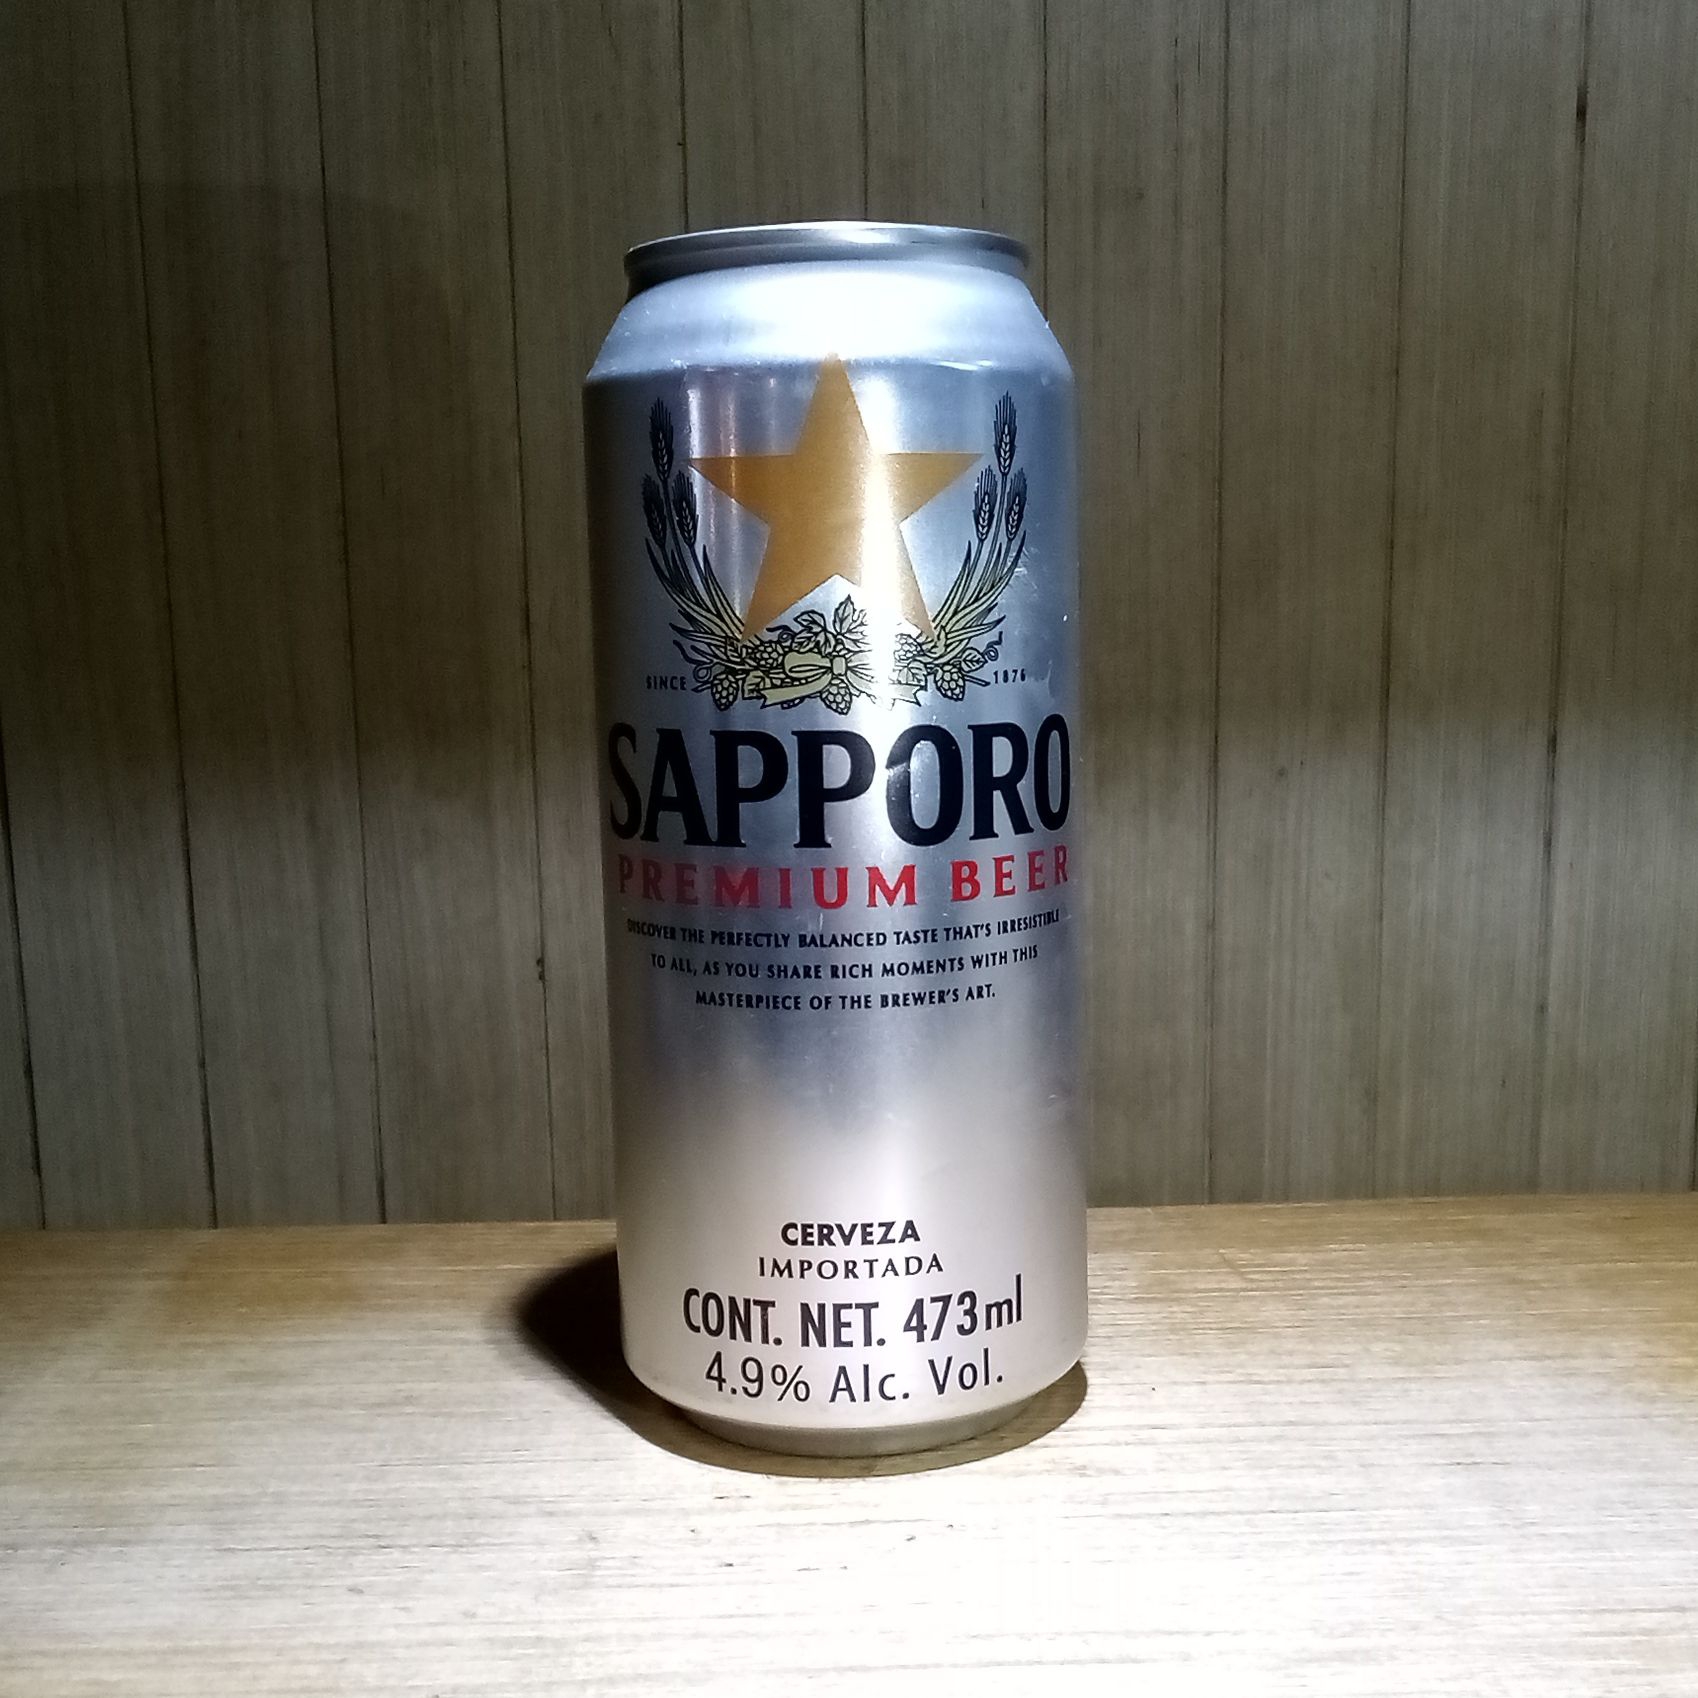 SINCE 1876
SAPPORO
PREMIUM BEER
DISCOVER THE PERFECTLY BALANCED TASTE THAT'S IRRESISTIBLE
TO ALL, AS YOU SHARE RICH MOMENTS WITH THIS
MASTERPIECE OF THE BREWER'S ART.
CERVEZA
IMPORTADA
CONT. NET. 473ml
4.9% Alc. Vol.